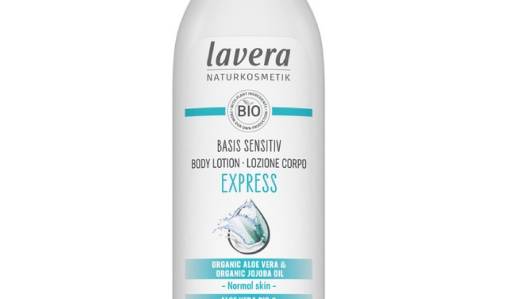 lavera
NATURKOSMETIK
BIO
BASIS SENSITIV
BODY LOTION · LOZIONE CORPO
EXPRESS
ORGANIC ALOE VERA &
ORGANIC JOJOBA OIL
– Normal skin –